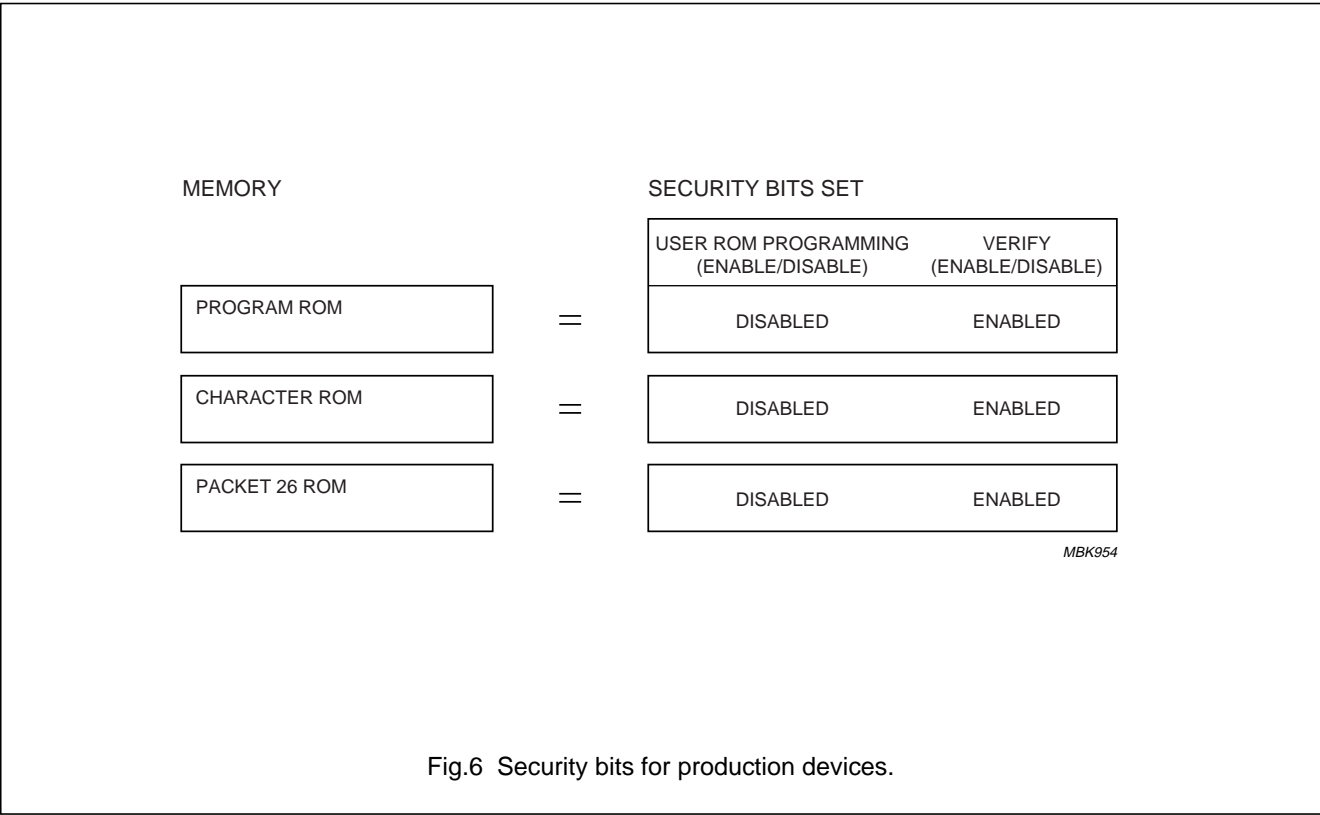 MEMORY
SECURITY BITS SET
USER ROM PROGRAMMING
(ENABLE/DISABLE)
VERIFY
(ENABLE/DISABLE)
PROGRAM ROM
=
DISABLED
ENABLED
CHARACTER ROM
=
DISABLED
ENABLED
PACKET 26 ROM
=
DISABLED
ENABLED
MBK954
Fig.6 Security bits for production devices.